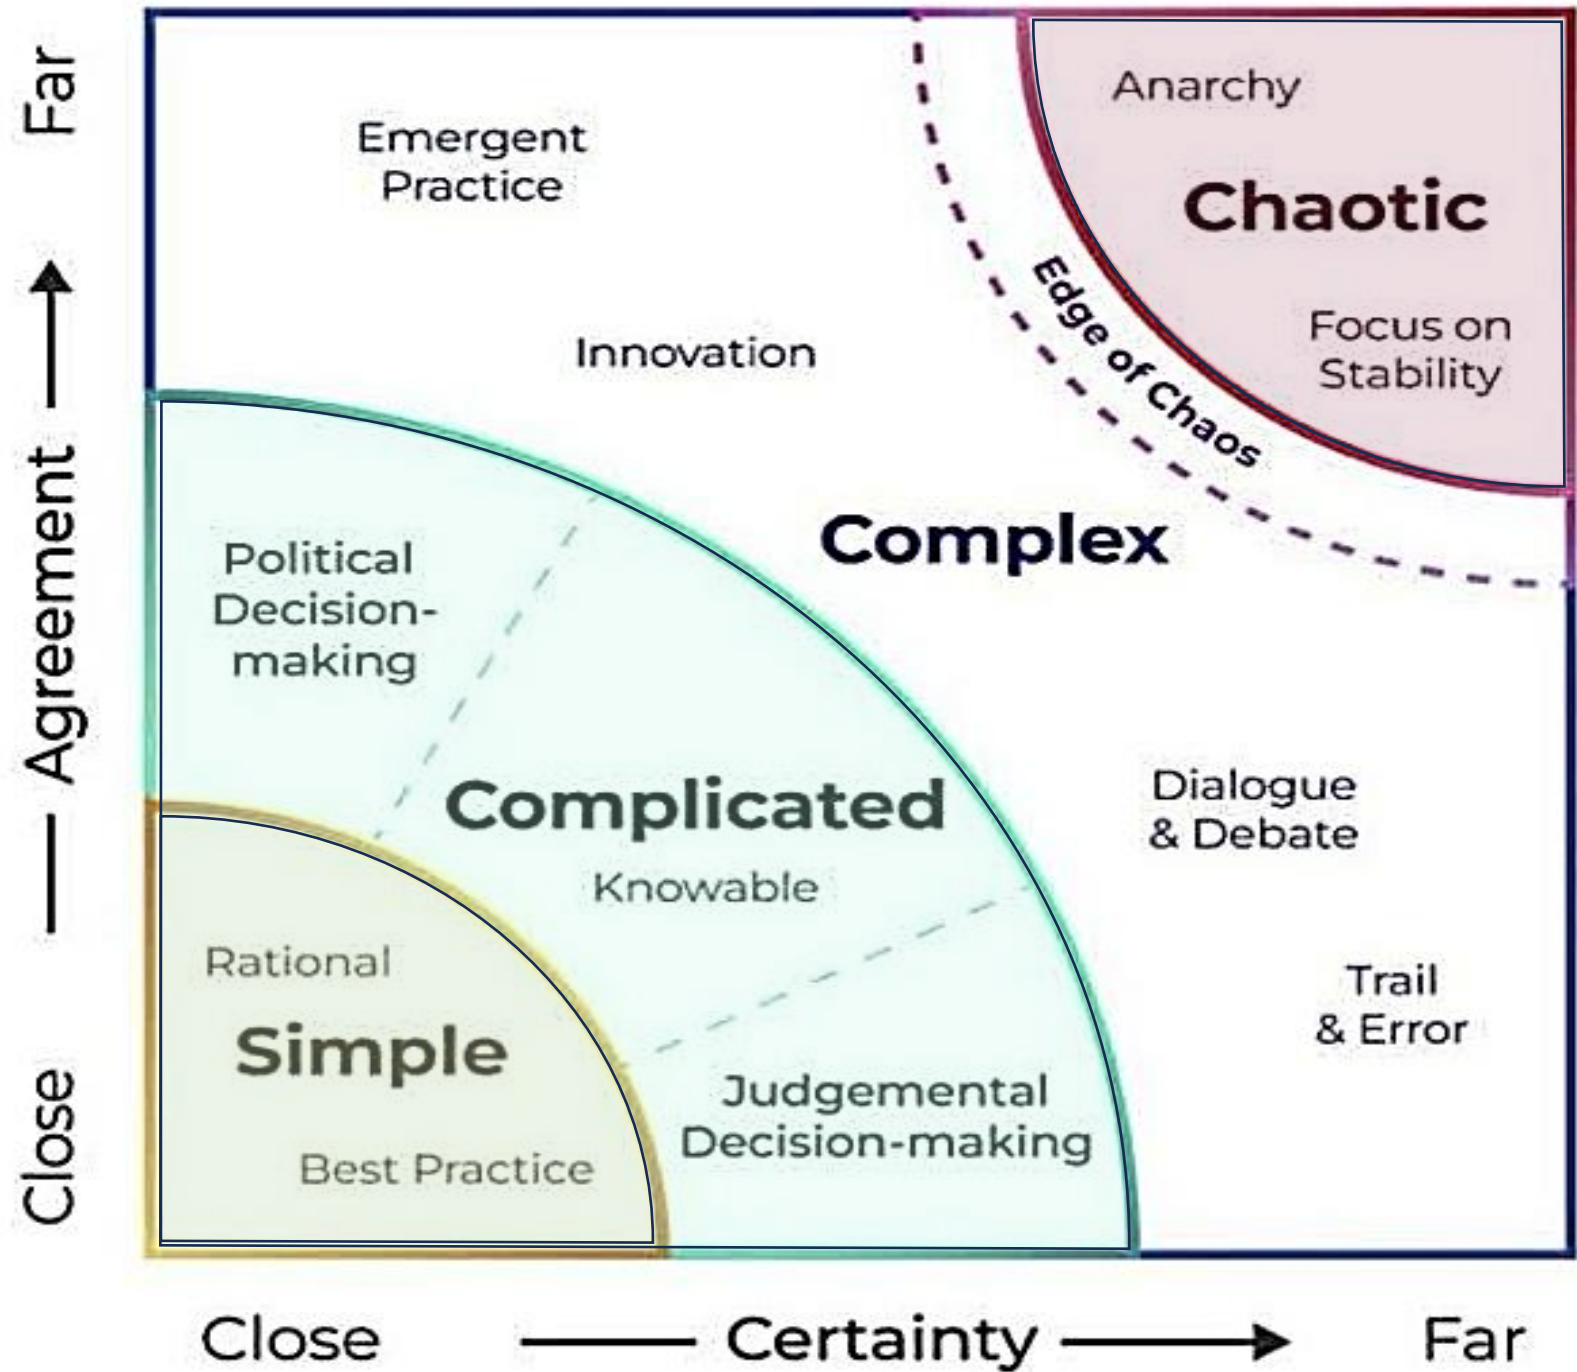 Far
Agreement
Close
Emergent
Practice
Innovation
Anarchy
Chaotic
Focus on
Stability
Edge of Chaos
Complex
Political
Decision-
making
Complicated
Knowable
Dialogue
& Debate
Trail
& Error
Rational
Simple
Best Practice
Judgemental
Decision-making
Close
Certainty
Far